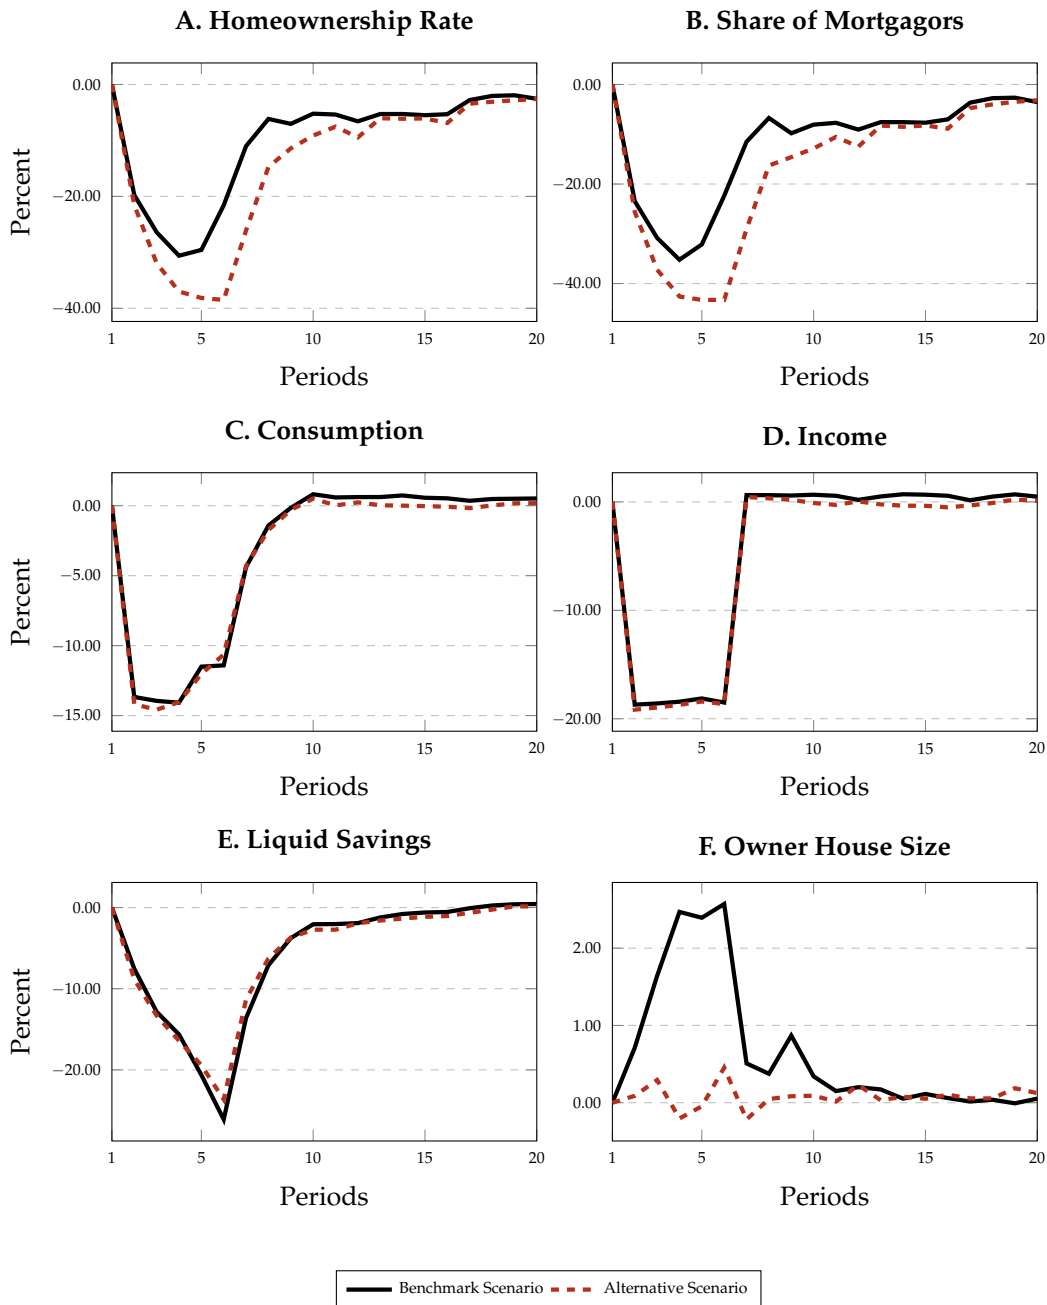 A. Homeownership Rate
B. Share of Mortgagors
0.00
−20.00
−40.00
Percent
1
5
10
15
20
Periods
0.00
−20.00
−40.00
1
5
10
15
20
Periods
C. Consumption
D. Income
0.00
−5.00
−10.00
−15.00
Percent
1
5
10
15
20
Periods
0.00
−10.00
−20.00
1
5
10
15
20
Periods
E. Liquid Savings
F. Owner House Size
0.00
−10.00
−20.00
Percent
1
5
10
15
20
Periods
2.00
1.00
0.00
1
5
10
15
20
Periods
Benchmark Scenario
Alternative Scenario